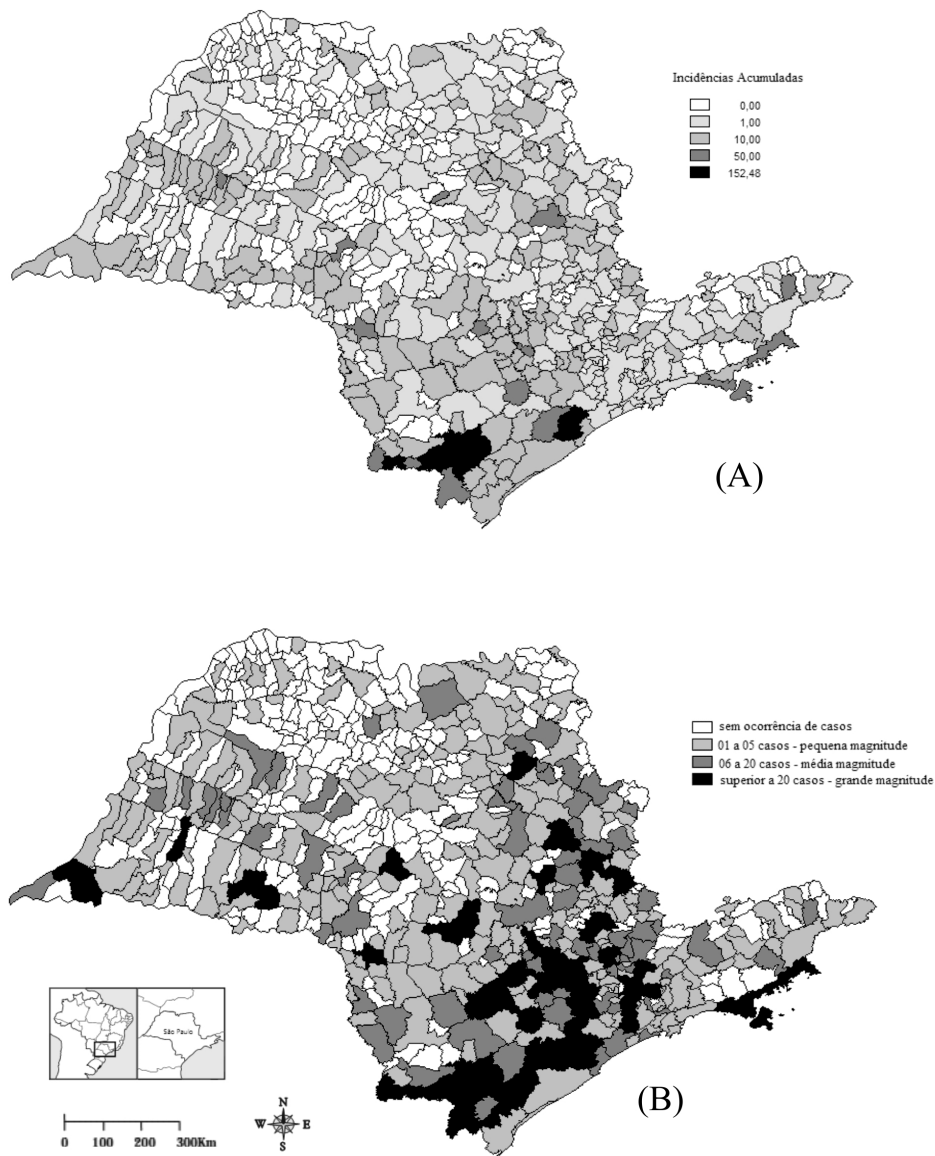 Incidências Acumuladas
0,00
1,00
10,00
50,00
152,48
(A)
sem ocorrência de casos
01 a 05 casos - pequena magnitude
06 a 20 casos - média magmitude
superior a 20 casos - grande magnitude
São Paulo
(B)
N
W E
S
0 100 200 300Km